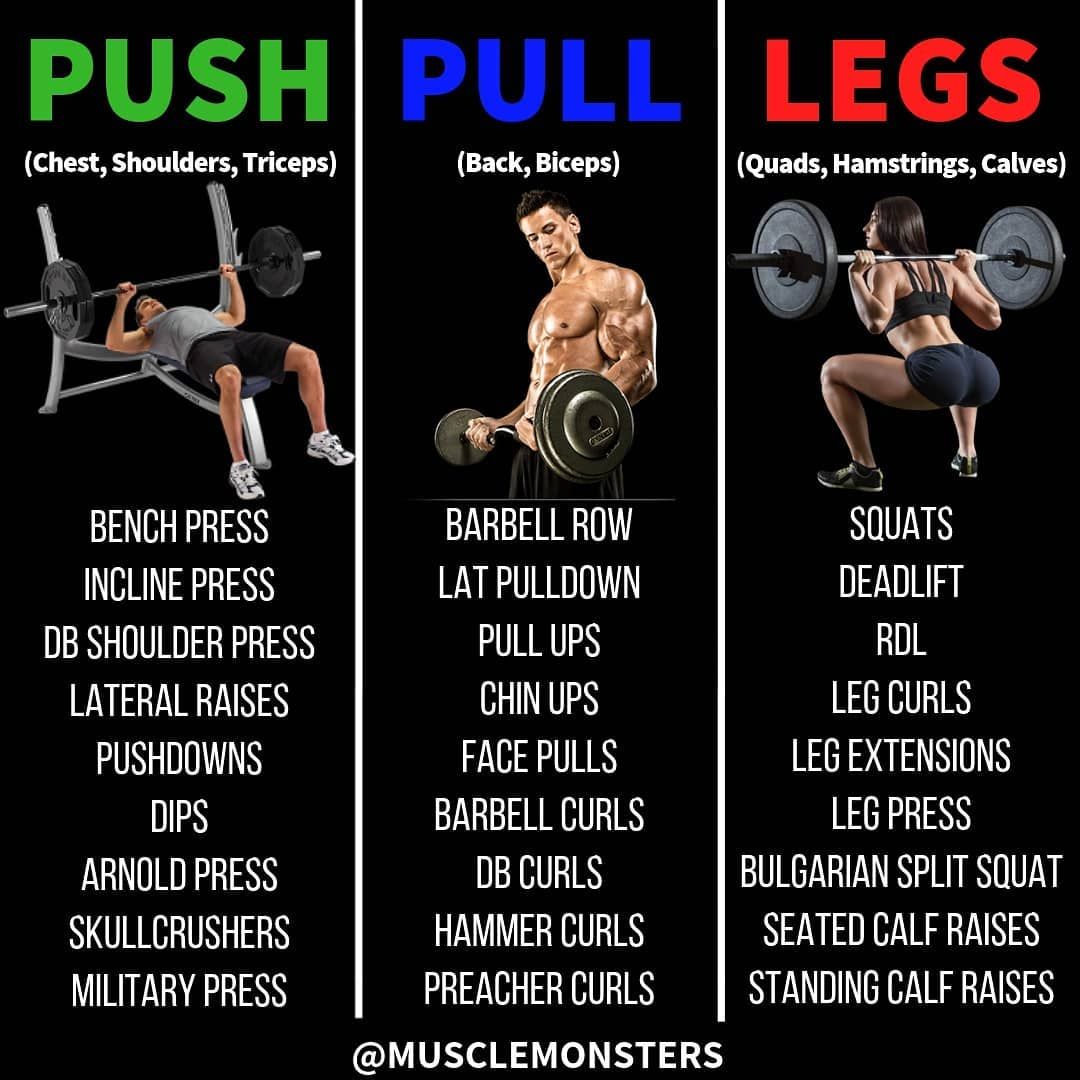 PUSH
(Chest, Shoulders, Triceps)
BENCH PRESS
INCLINE PRESS
DB SHOULDER PRESS
LATERAL RAISES
PUSHDOWNS
DIPS
ARNOLD PRESS
SKULLCRUSHERS
MILITARY PRESS
PULL
(Back, Biceps)
BARBELL ROW
LAT PULLDOWN
PULL UPS
CHIN UPS
FACE PULLS
BARBELL CURLS
DB CURLS
HAMMER CURLS
PREACHER CURLS
LEGS
(Quads, Hamstrings, Calves)
SQUATS
DEADLIFT
RDL
LEG CURLS
LEG EXTENSIONS
LEG PRESS
BULGARIAN SPLIT SQUAT
SEATED CALF RAISES
STANDING CALF RAISES
@MUSCLEMONSTERS